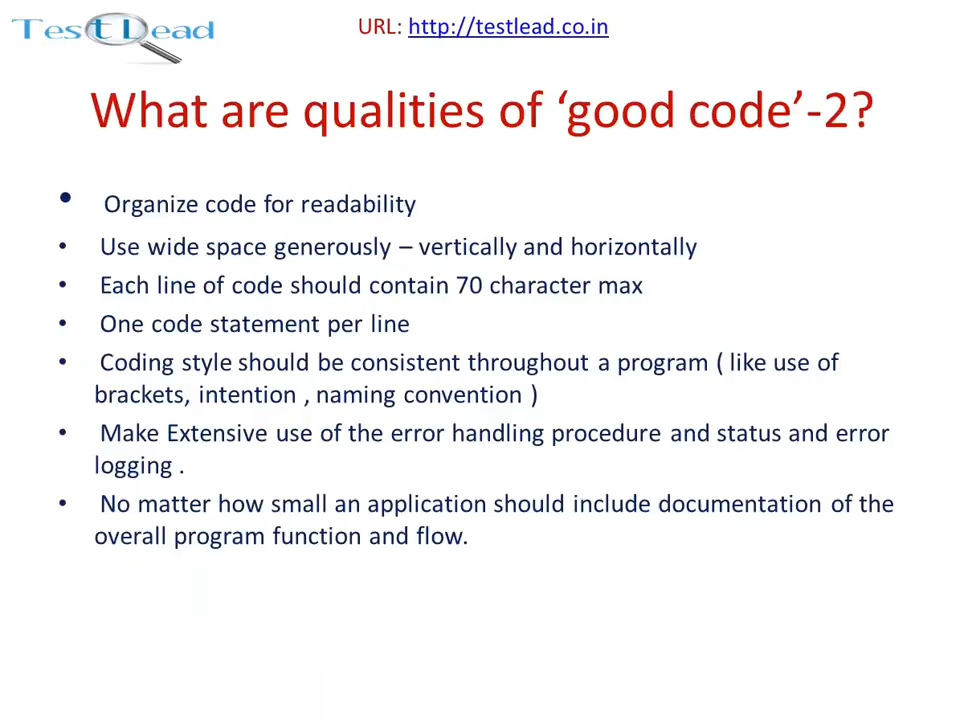 Test Lead
URL: http://testlead.co.in
What are qualities of ‘good code’-2?
• Organize code for readability
• Use wide space generously – vertically and horizontally
• Each line of code should contain 70 character max
• One code statement per line
• Coding style should be consistent throughout a program ( like use of
brackets, intention , naming convention )
• Make Extensive use of the error handling procedure and status and error
logging .
• No matter how small an application should include documentation of the
overall program function and flow.